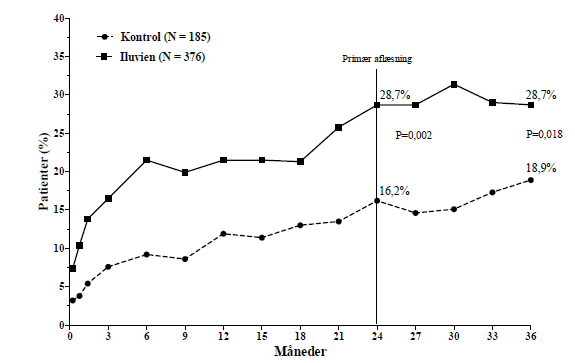 Kontrol (N = 185)
Iluvien (N = 376)
Primær aflæsning
Patienter (%)
40
35
30
25
20
15
10
5
0
28,7%
28,7%
P=0,002
P=0,018
16,2%
18,9%
0 3 6 9 12 15 18 21 24 27 30 33 36
Måneder